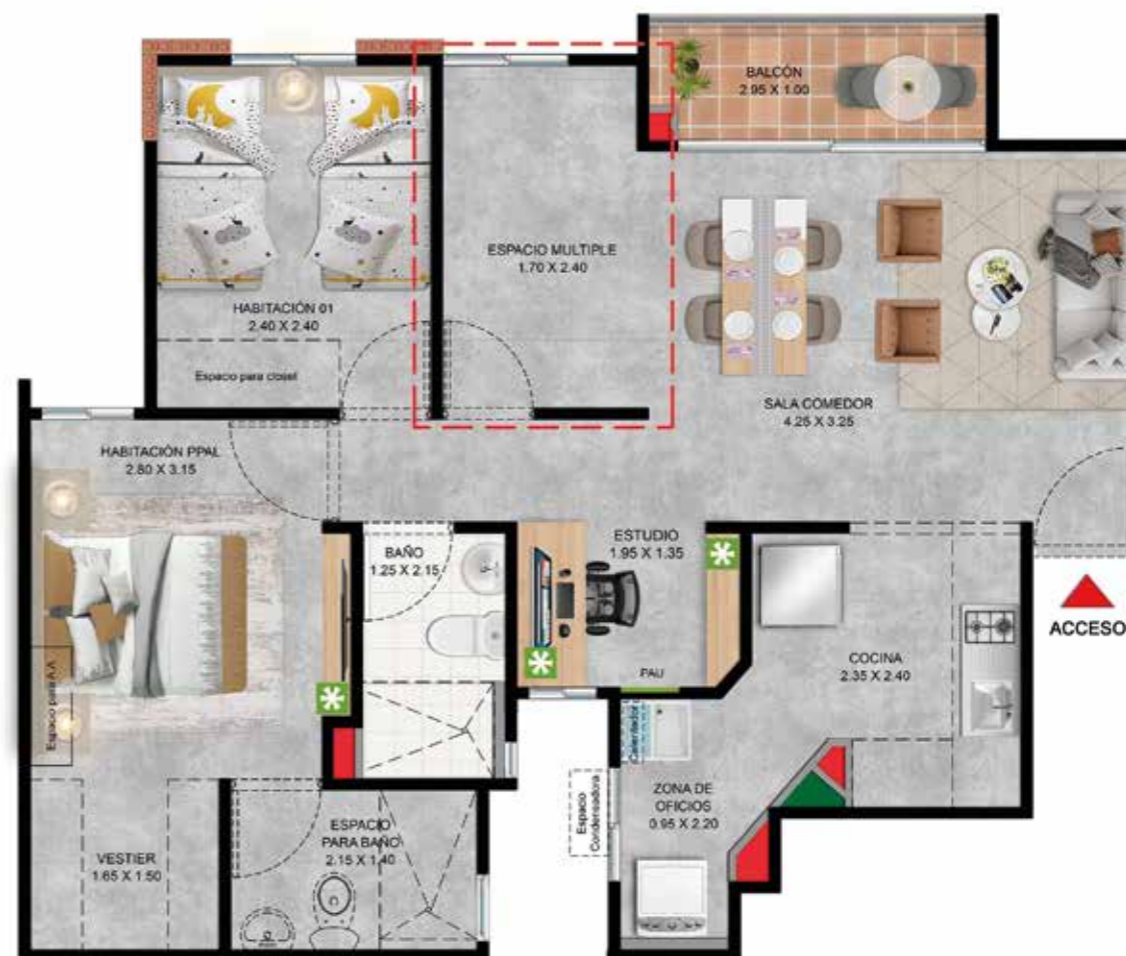 BALCÓN
2.95 X 1.00
ESPACIO MULTIPLE
1.70 X 2.40
HABITACIÓN 01
2.40 X 2.40
Espacio para closet
SALA COMEDOR
4.25 X 3.25
HABITACIÓN PPAL
2.80 X 3.15
BAÑO
1.25 X 2.15
ESTUDIO
1.95 X 1.35
PAU
ACCESO
COCINA
2.35 X 2.40
Espacio para A/A
Calentador
ZONA DE
OFICIOS
0.95 X 2.20
Espacio
Condensadora
ESPACIO
PARA BAÑO
2.15 X 1.40
VESTIER
1.65 X 1.50